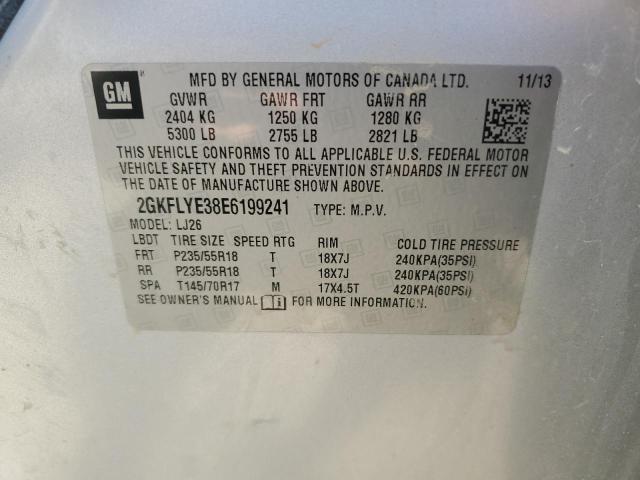 GM MFD BY GENERAL MOTORS OF CANADA LTD. 11/13
GVWR GAWR FRT GAWR RR
2404 KG 1250 KG 1280 KG
5300 LB 2755 LB 2821 LB
THIS VEHICLE CONFORMS TO ALL APPLICABLE U.S. FEDERAL MOTOR
VEHICLE SAFETY AND THEFT PREVENTION STANDARDS IN EFFECT ON
THE DATE OF MANUFACTURE SHOWN ABOVE.
2GKFLYE38E6199241 TYPE: M.P.V.
MODEL: LJ26
LBDT TIRE SIZE SPEED RTG RIM COLD TIRE PRESSURE
FRT P235/55R18 T 18X7J 240KPA(35PSI)
RR P235/55R18 T 18X7J 240KPA(35PSI)
SPA T145/70R17 M 17X4.5T 420KPA(60PSI)
SEE OWNER'S MANUAL FOR MORE INFORMATION.